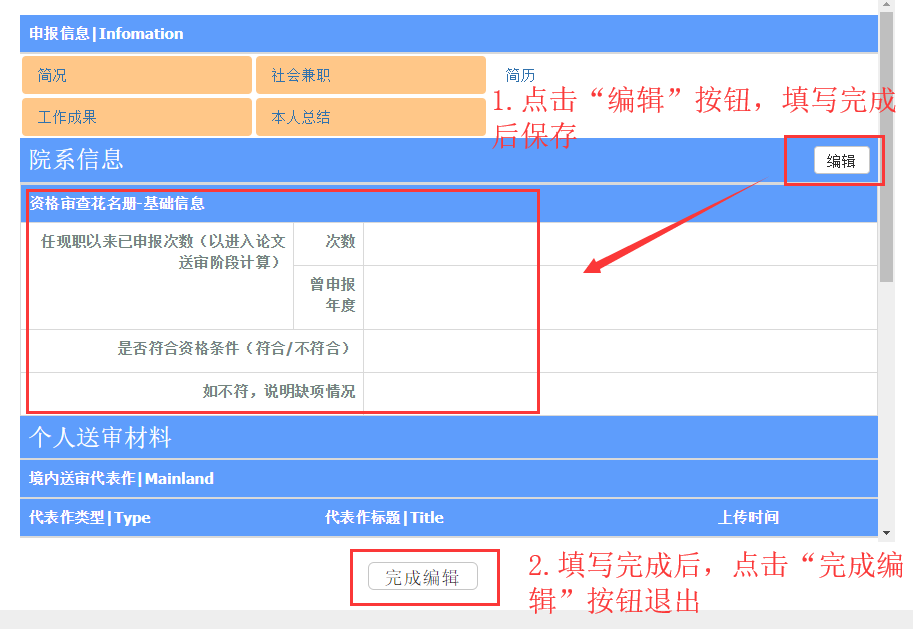 申报信息|Infomation
简况
社会兼职
简历
工作成果
本人总结
1.点击“编辑”按钮，填写完成
后保存
院系信息
编辑
资格审查花名册-基础信息
任现职以来已申报次数（以进入论文
送审阶段计算）
次数
曾申报
年度
是否符合资格条件（符合/不符合）
如不符，说明缺项情况
个人送审材料
境内送审代表作|Mainland
代表作类型|Type
代表作标题|Title
上传时间
完成编辑
2.填写完成后，点击“完成编
辑”按钮退出